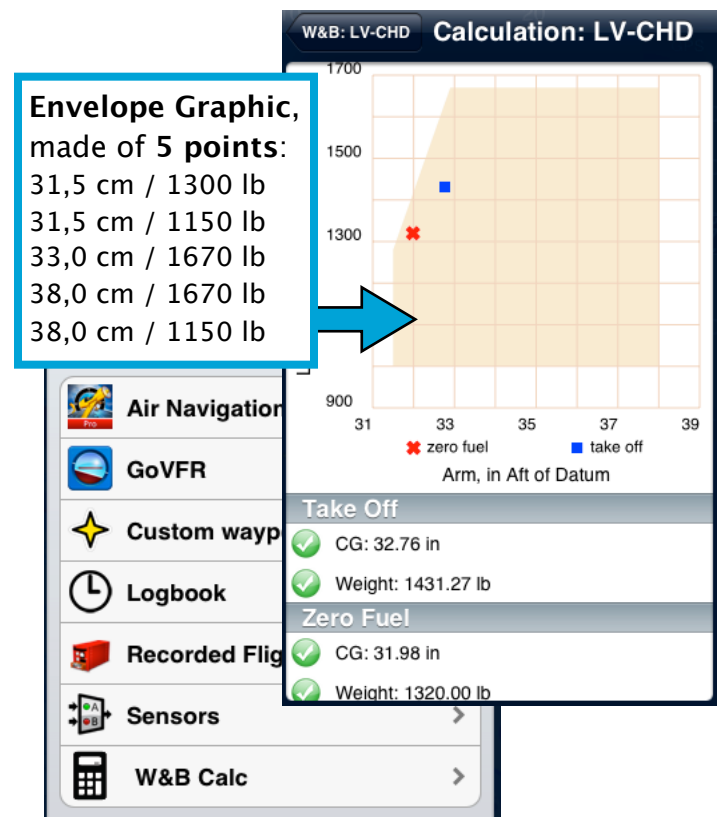 W&B: LV-CHD
Calculation: LV-CHD
Envelope Graphic,
made of 5 points:
31,5 cm / 1300 lb
31,5 cm / 1150 lb
33,0 cm / 1670 lb
38,0 cm / 1670 lb
38,0 cm / 1150 lb
1700
1500
1300
900
31 33 35 37 39
zero fuel take off
Arm, in Aft of Datum
Take Off
CG: 32.76 in
Weight: 1431.27 lb
Zero Fuel
CG: 31.98 in
Weight: 1320.00 lb
Pro
Air Navigation
GoVFR
Custom wayp
Logbook
Recorded Flig
A
B
Sensors
W&B Calc